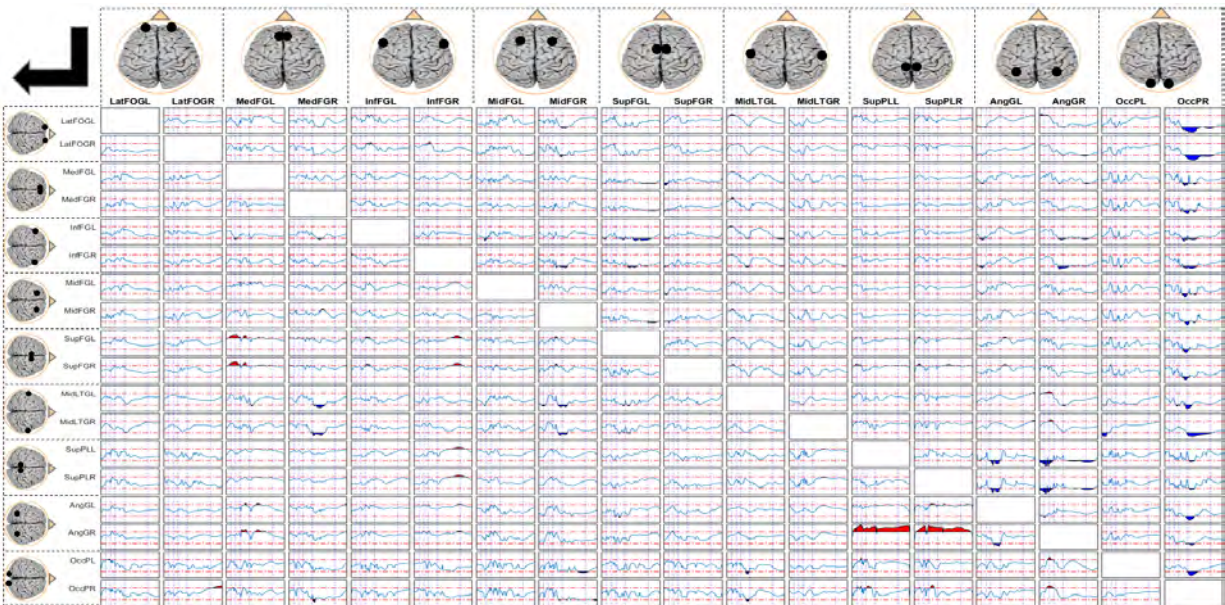 LatFOGL LatFOGR MedFGL MedFGR InfFGL InfFGR MidFGL MidFGR SupFGL SupFGR MidLTGL MidLTGR SupPLL SupPLR AngGL AngGR OccPL OccPR
LatFOGL
LatFOGR
MedFGL
MedFGR
InfFGL
InfFGR
MidFGL
MidFGR
SupFGL
SupFGR
MidLTGL
MidLTGR
SupPLL
SupPLR
AngGL
AngGR
OccPL
OccPR